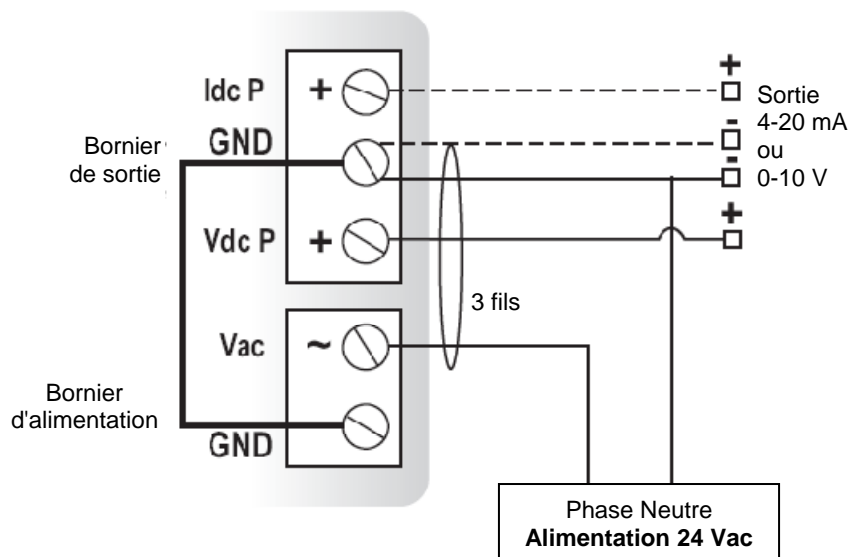 Idc P +
GND
Bornier
de sortie
Vdc P +
Vac ~
Bornier
d'alimentation
GND
3 fils
+
Sortie
-
4-20 mA
ou
-
0-10 V
+
Phase Neutre
Alimentation 24 Vac